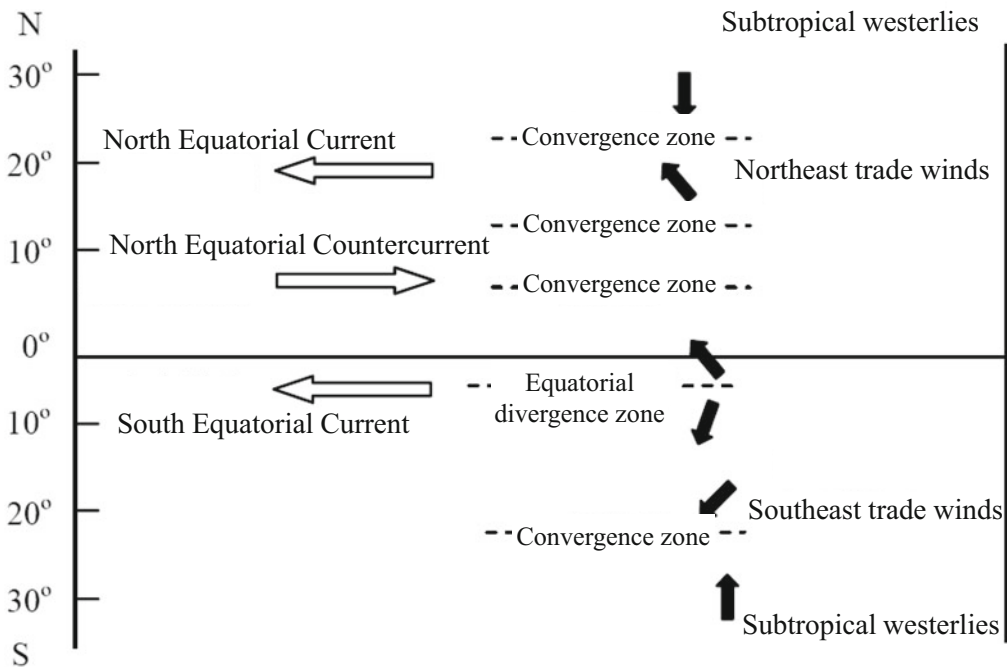 N
Subtropical westerlies
30°
North Equatorial Current
Convergence zone
20°
Northeast trade winds
Convergence zone
10°
North Equatorial Countercurrent
Convergence zone
0°
Equatorial
divergence zone
10°
South Equatorial Current
20°
Southeast trade winds
Convergence zone
30°
Subtropical westerlies
S